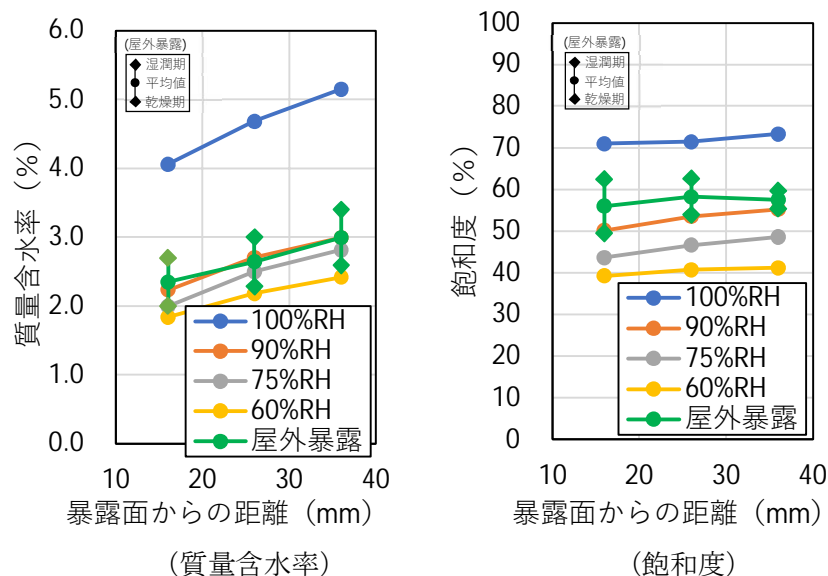 6.0
5.0
4.0
3.0
2.0
1.0
0.0
質量含水率（%）
(屋外暴露)
湿潤期
平均値
乾燥期
100%RH
90%RH
75%RH
60%RH
屋外暴露
10 20 30 40
暴露面からの距離（mm）
(質量含水率)
100
90
80
70
60
50
40
30
20
10
0
飽和度（%）
(屋外暴露)
湿潤期
平均値
乾燥期
100%RH
90%RH
75%RH
60%RH
屋外暴露
10 20 30 40
暴露面からの距離（mm）
(飽和度)